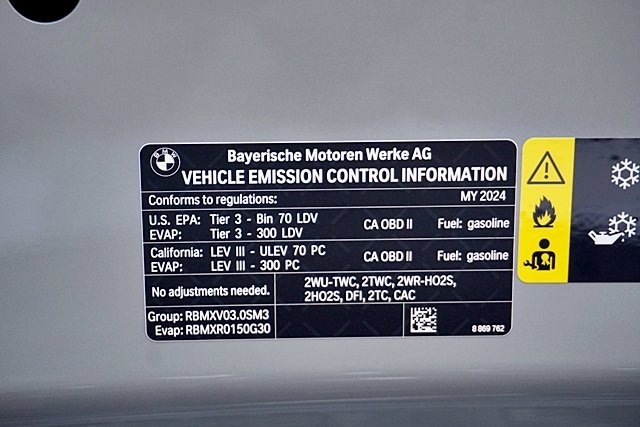 BMW
Bayerische Motoren Werke AG
VEHICLE EMISSION CONTROL INFORMATION
Conforms to regulations: MY 2024
U.S. EPA: Tier 3 - Bin 70 LDV CA OBD II Fuel: gasoline
EVAP: Tier 3 - 300 LDV
California: LEV III - ULEV 70 PC CA OBD II Fuel: gasoline
EVAP: LEV III - 300 PC
No adjustments needed. 2WU-TWC, 2TWC, 2WR-HO2S,
2HO2S, DFI, 2TC, CAC
Group: RBMXV03.0SM3
Evap: RBMXR0150G30 8 869 762